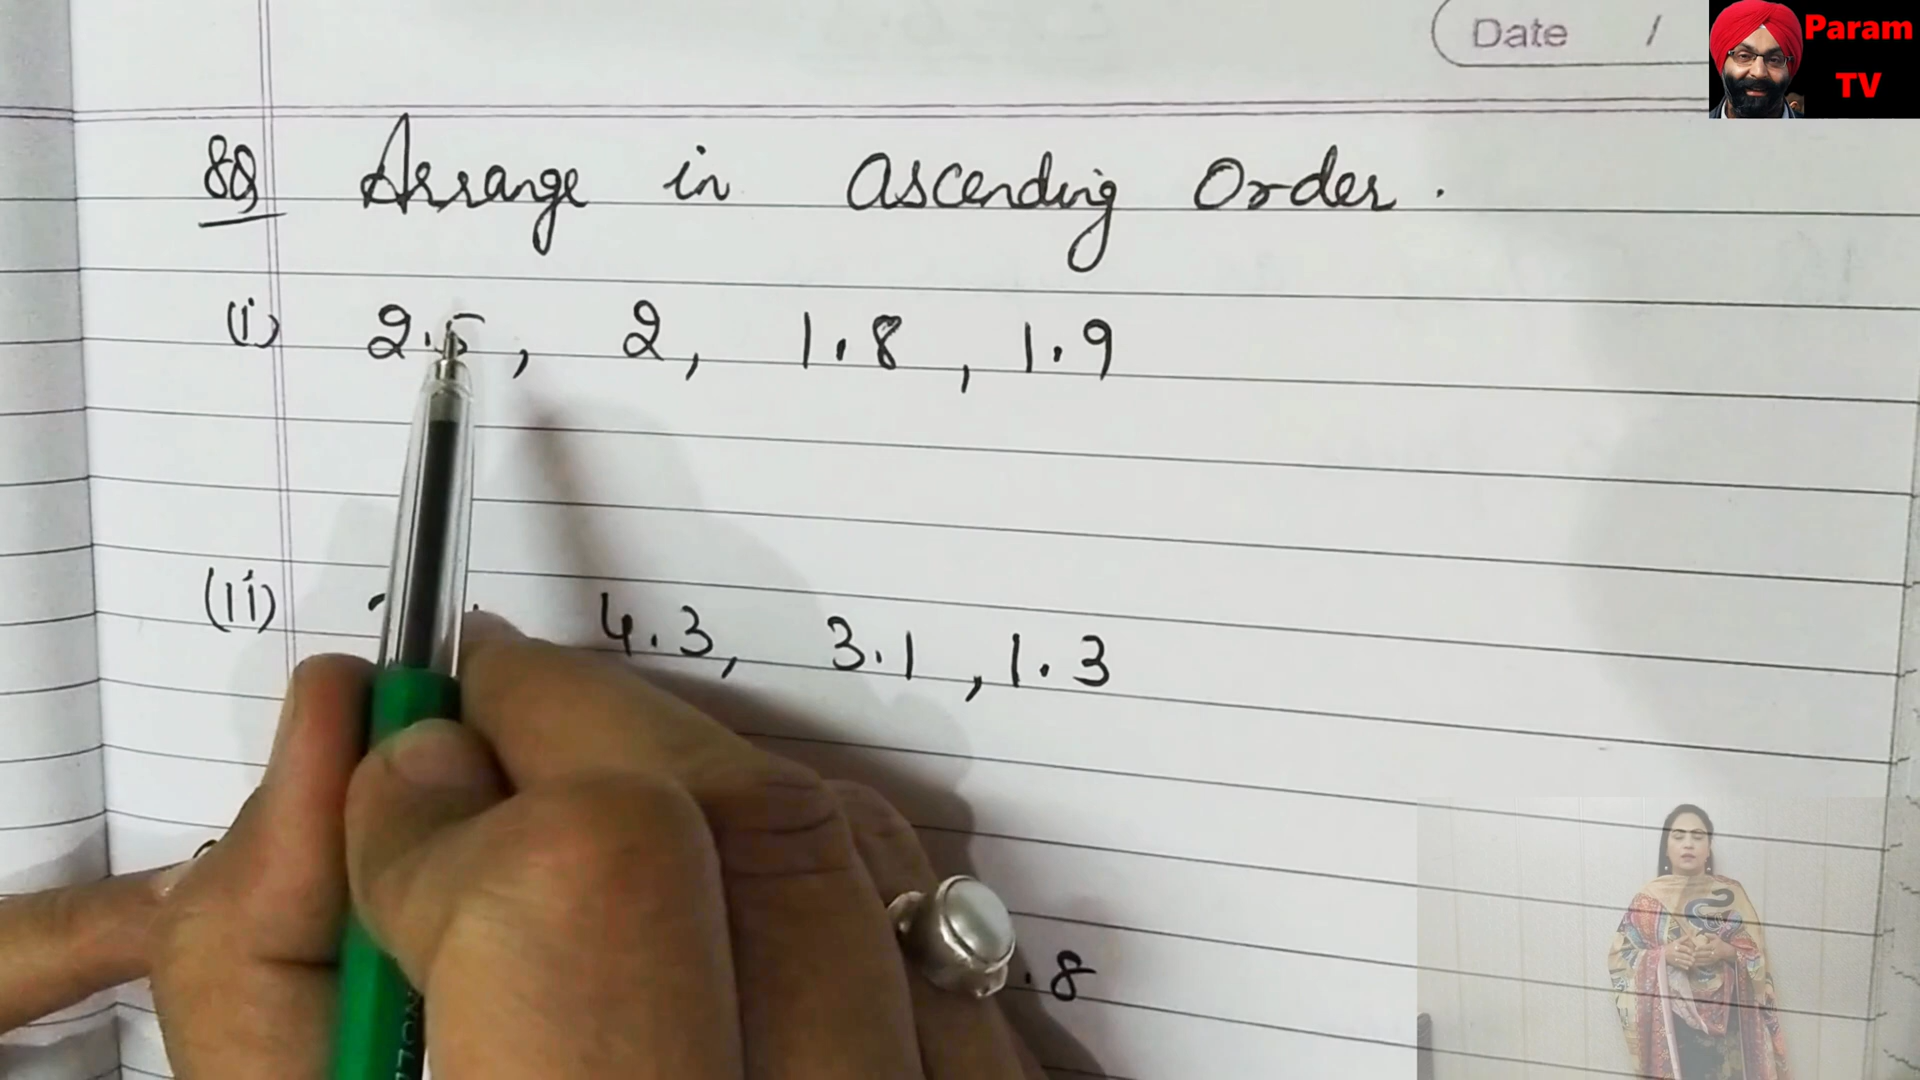 Date /
Param
TV
8Q Arrange in ascending Order.
(i) 2.5, 2, 1.8, 1.9
(ii) 4.3, 3.1, 1.3
.8